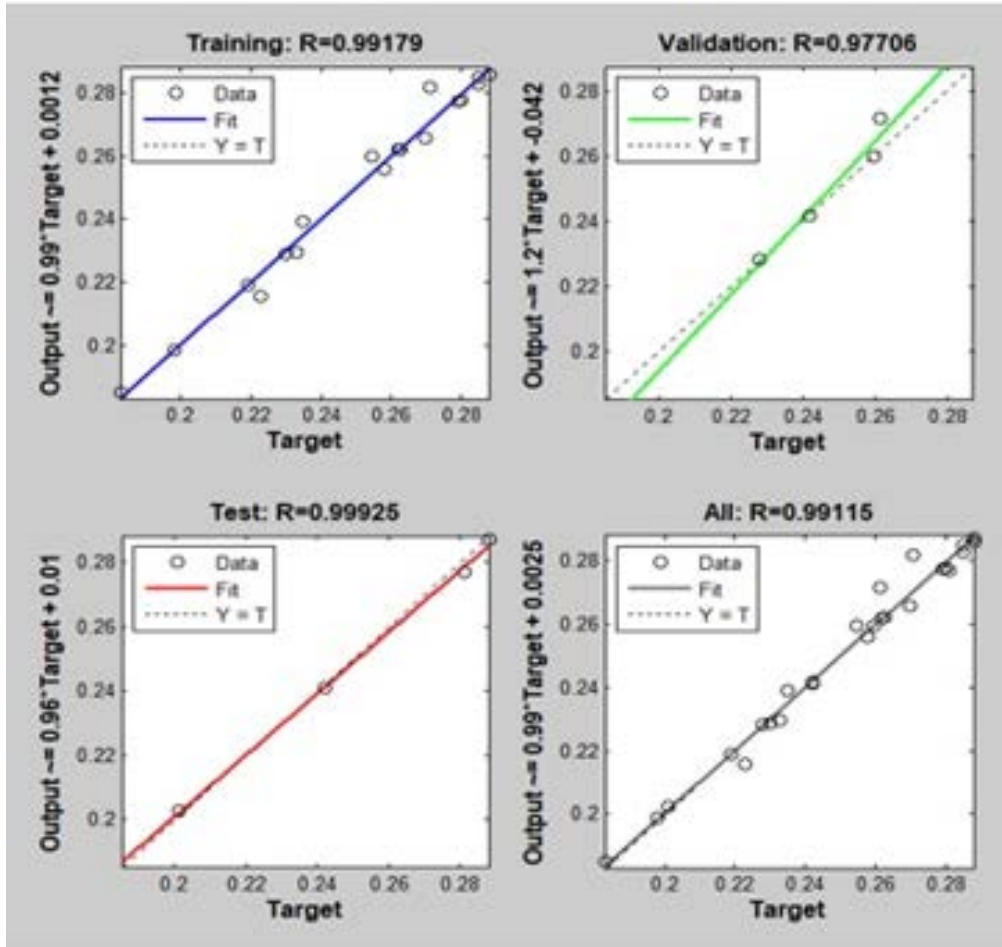 Training: R=0.99179
Output ~= 0.99*Target + 0.0012
0.28
0.26
0.24
0.22
0.2
Data
Fit
Y = T
0.2 0.22 0.24 0.26 0.28
Target
Validation: R=0.97706
Output ~= 1.2*Target + -0.042
0.28
0.26
0.24
0.22
0.2
Data
Fit
Y = T
0.2 0.22 0.24 0.26 0.28
Target
Test: R=0.99925
Output ~= 0.96*Target + 0.01
0.28
0.26
0.24
0.22
0.2
Data
Fit
Y = T
0.2 0.22 0.24 0.26 0.28
Target
All: R=0.99115
Output ~= 0.99*Target + 0.0025
0.28
0.26
0.24
0.22
0.2
Data
Fit
Y = T
0.2 0.22 0.24 0.26 0.28
Target